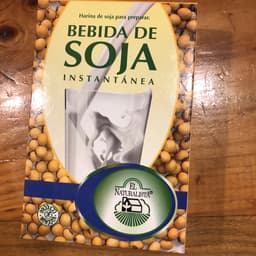 Harina de soja para preparar.
BEBIDA DE
SOJA
INSTANTÁNEA
EL
NATURALISTA